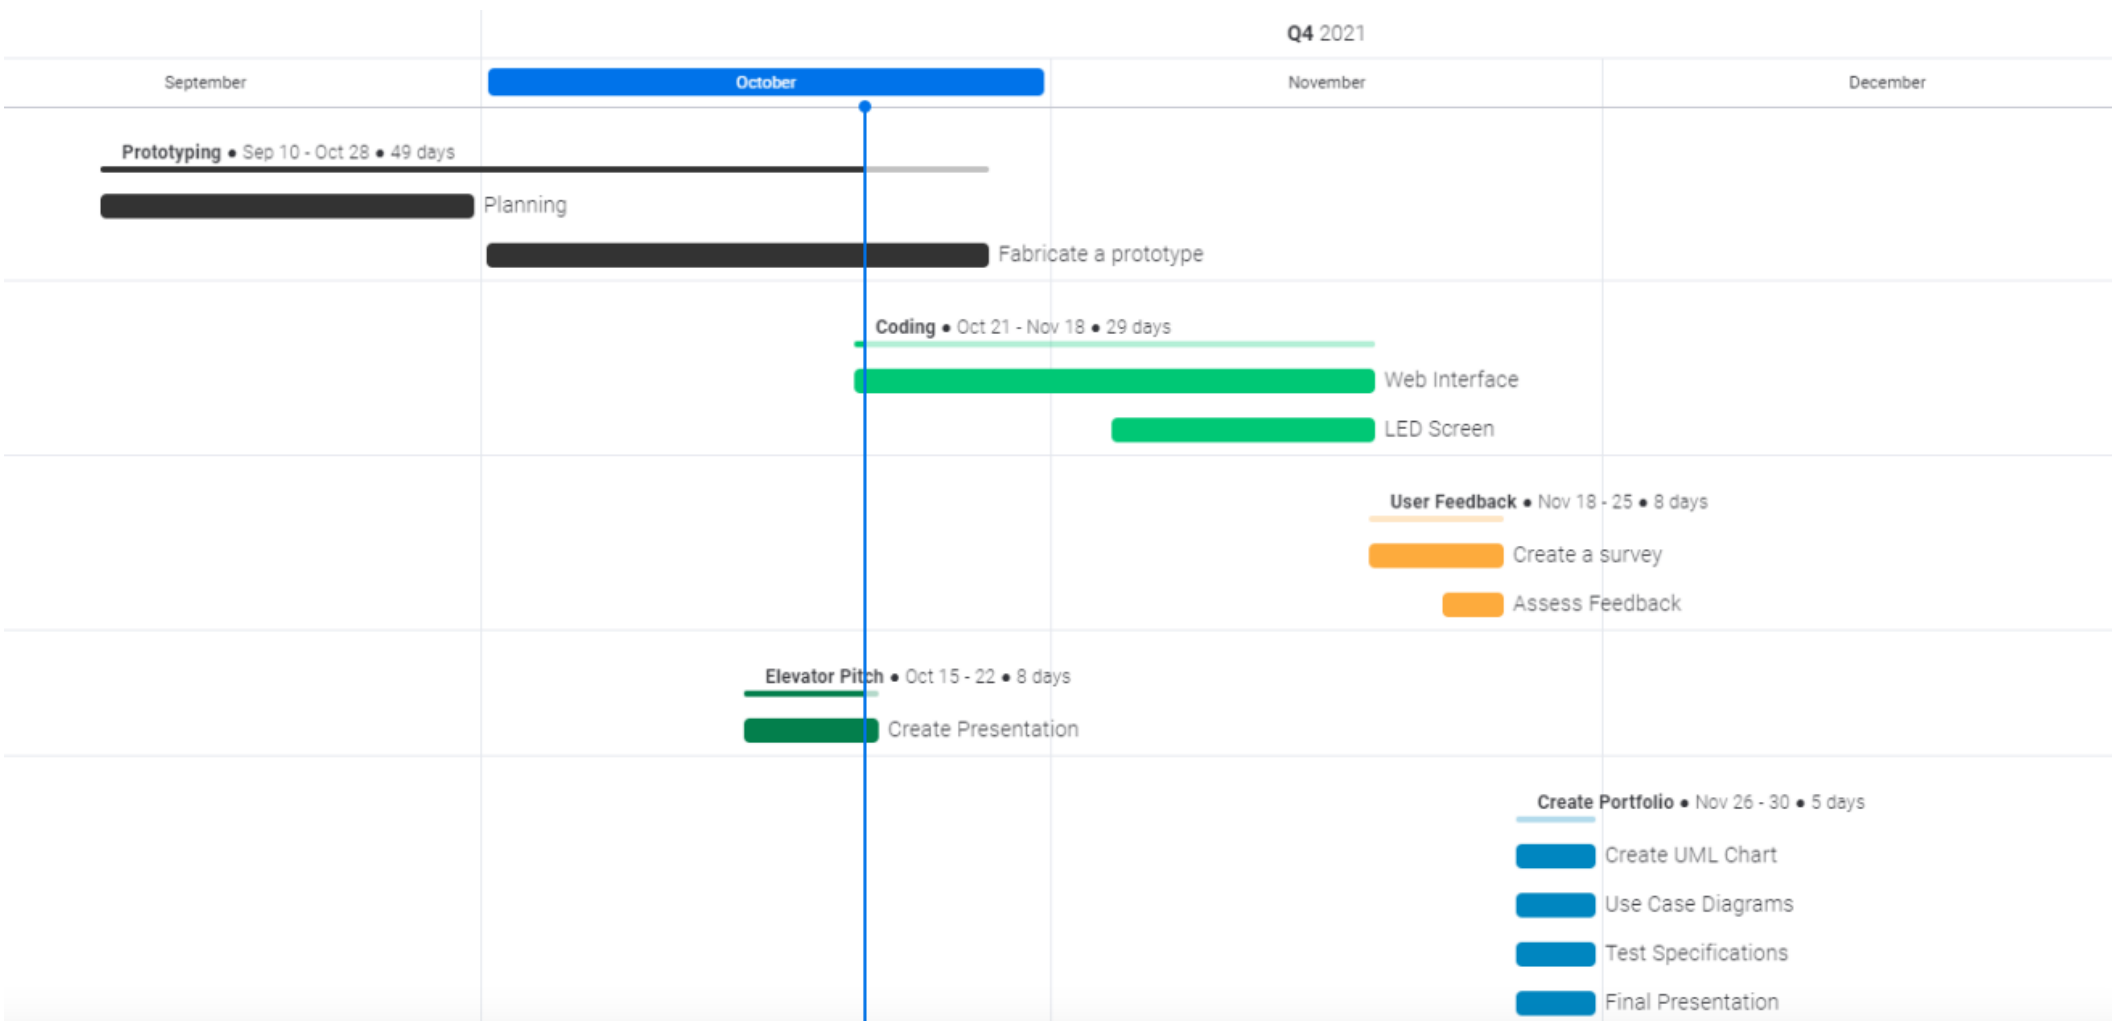 Q4 2021
September October November December
Prototyping • Sep 10 - Oct 28 • 49 days
Planning
Fabricate a prototype
Coding • Oct 21 - Nov 18 • 29 days
Web Interface
LED Screen
User Feedback • Nov 18 - 25 • 8 days
Create a survey
Assess Feedback
Elevator Pitch • Oct 15 - 22 • 8 days
Create Presentation
Create Portfolio • Nov 26 - 30 • 5 days
Create UML Chart
Use Case Diagrams
Test Specifications
Final Presentation